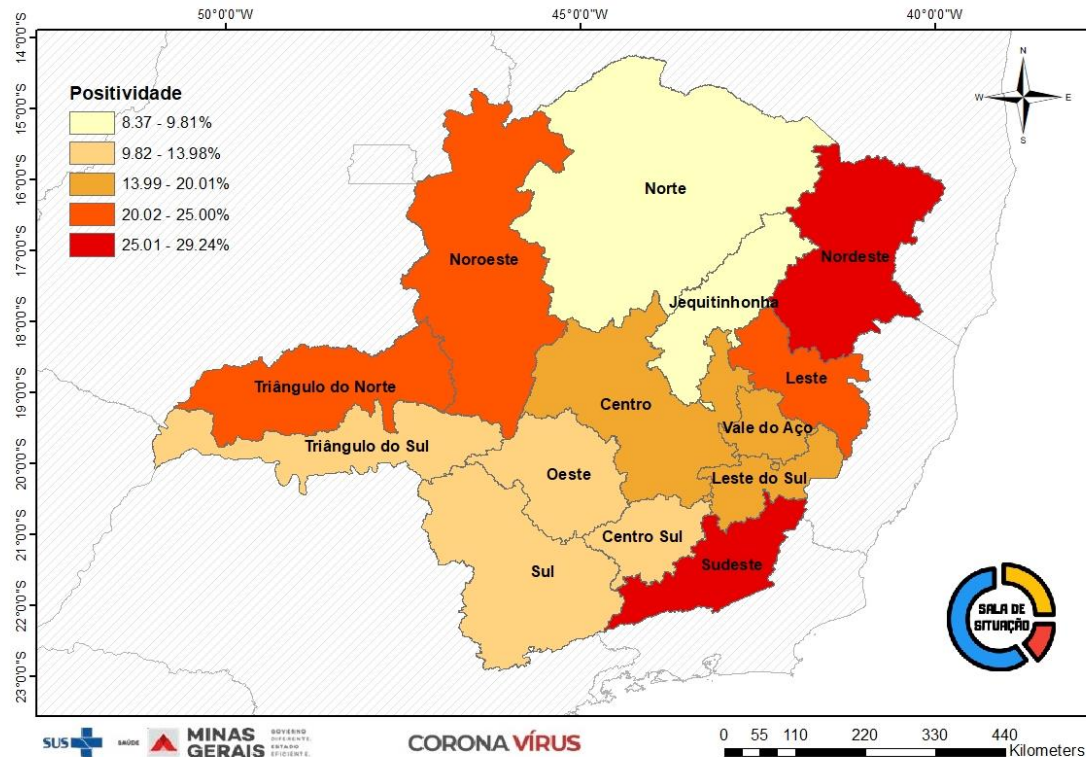 50°0'0"W
45°0'0"W
40°0'0"W
14°0'0"S
15°0'0"S
16°0'0"S
17°0'0"S
18°0'0"S
19°0'0"S
20°0'0"S
21°0'0"S
22°0'0"S
23°0'0"S
Positividade
8.37 - 9.81%
9.82 - 13.98%
13.99 - 20.01%
20.02 - 25.00%
25.01 - 29.24%
N
W E
S
Norte
Noroeste
Nordeste
Jequitinhonha
Triângulo do Norte
Leste
Centro
Vale do Aço
Triângulo do Sul
Oeste
Leste do Sul
Centro Sul
Sul
Sudeste
SALA DE
SITUAÇÃO
SUS
SAÚDE
MINAS
GERAIS
GOVERNO
DIFERENTE.
ESTADO
EFICIENTE.
CORONA VÍRUS
0 55 110 220 330 440
Kilometers